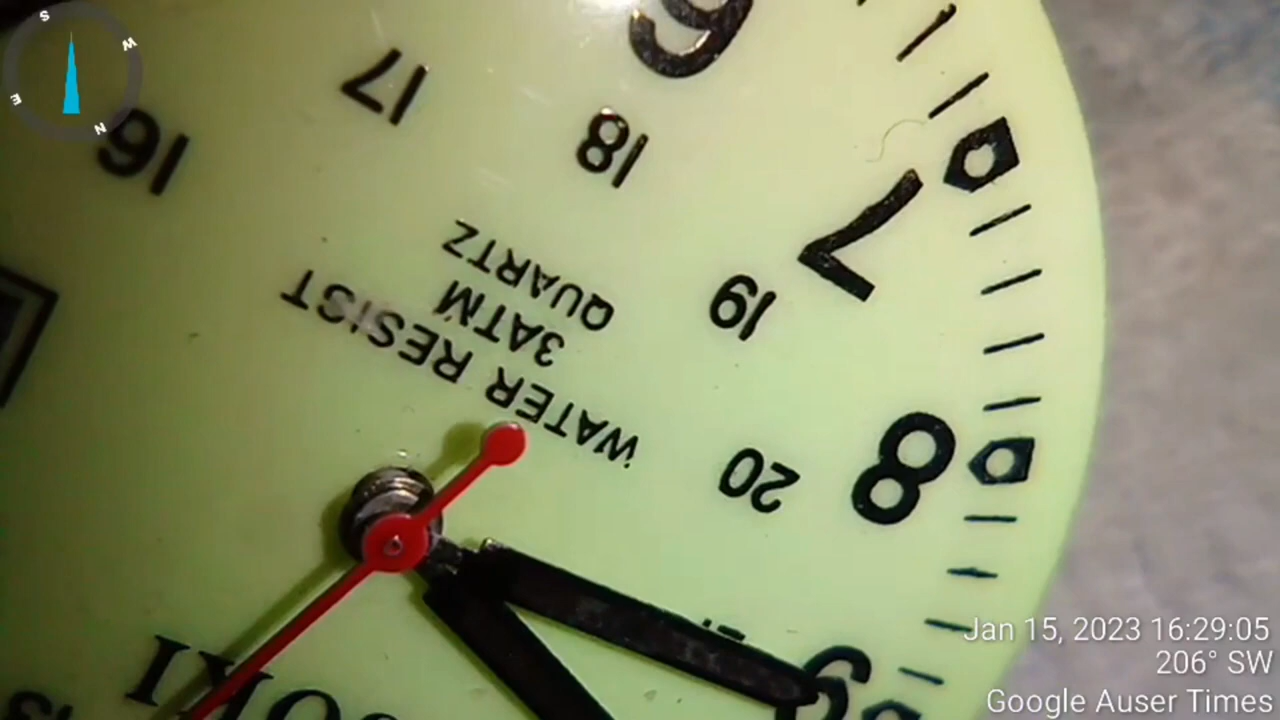 S
W
E
N
16
17
18
19
20
6
7
8
9
WATER RESIST
3ATM
QUARTZ
Jan 15, 2023 16:29:05
206° SW
Google Auser Times